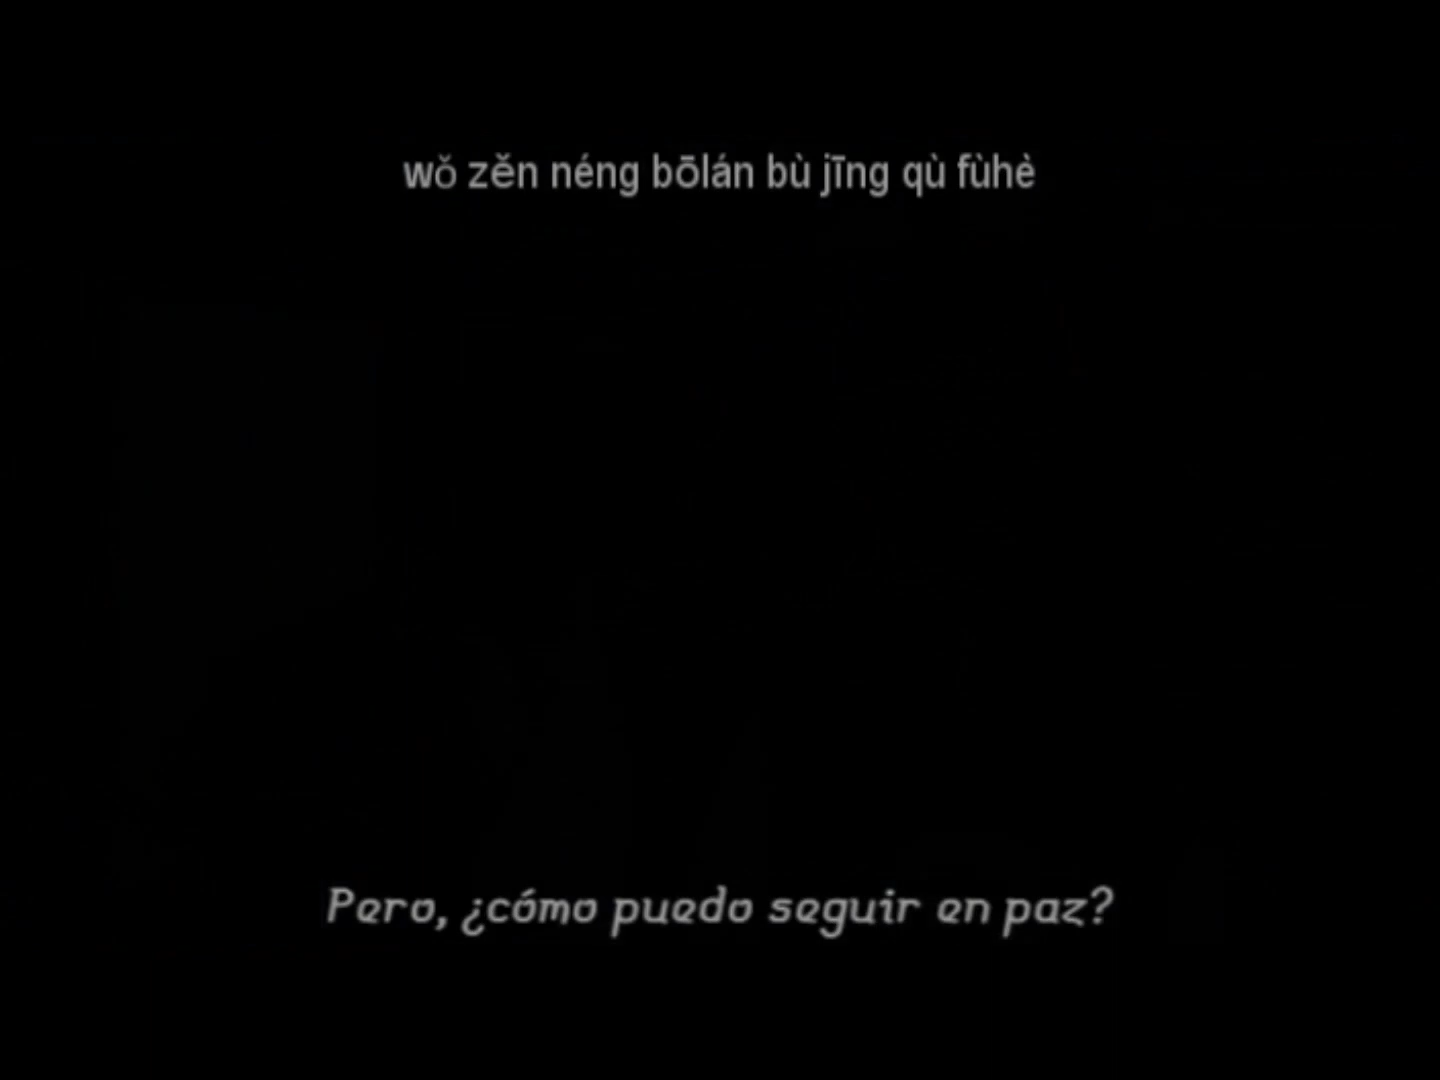 wǒ zěn néng bōlán bù jīng qù fùhè
Pero, ¿cómo puedo seguir en paz?